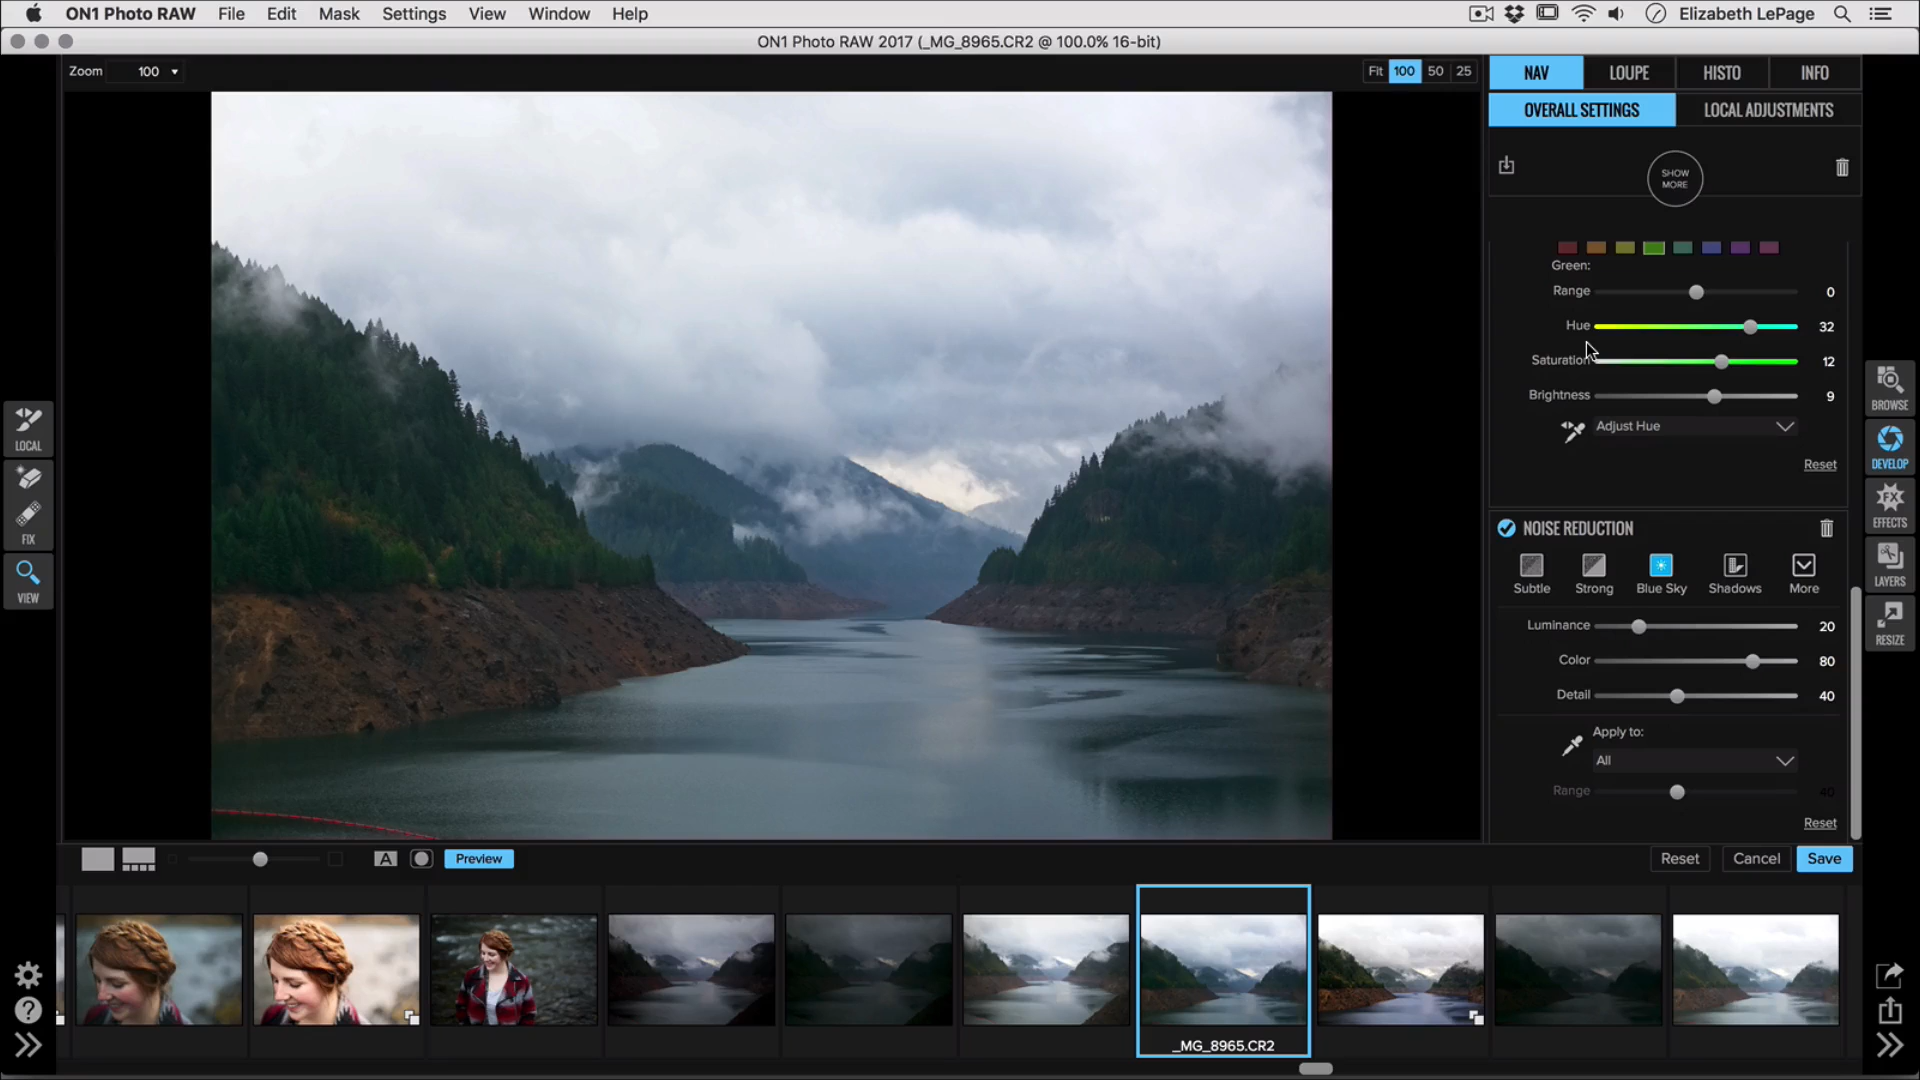 ON1 Photo RAW File Edit Mask Settings View Window Help Elizabeth LePage
ON1 Photo RAW 2017 (_MG_8965.CR2 @ 100.0% 16-bit)
Zoom 100 Fit 100 50 25
NAV LOUPE HISTO INFO
OVERALL SETTINGS LOCAL ADJUSTMENTS
SHOW
MORE
Green:
Range 0
Hue 32
Saturation 12
Brightness 9
Adjust Hue
Reset
NOISE REDUCTION
Subtle Strong Blue Sky Shadows More
Luminance 20
Color 80
Detail 40
Apply to:
All
Range 40
Reset
LOCAL
FIX
VIEW
BROWSE
DEVELOP
FX
EFFECTS
LAYERS
RESIZE
A Preview Reset Cancel Save
_MG_8965.CR2